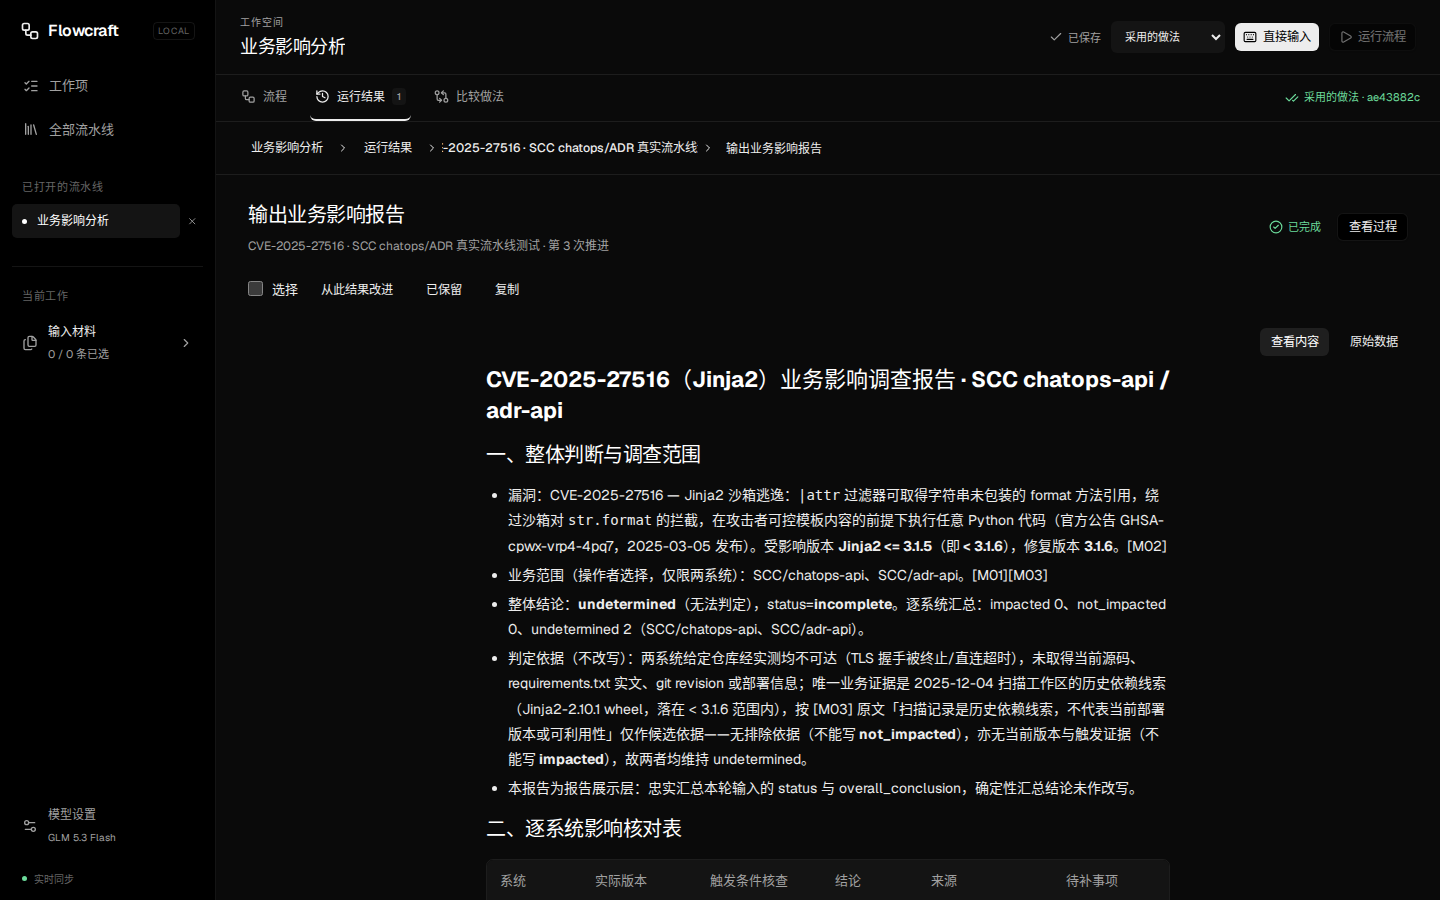 Flowcraft
LOCAL
工作项
全部流水线
已打开的流水线
业务影响分析
当前工作
输入材料
0 / 0 条已选
模型设置
GLM 5.3 Flash
实时同步
工作空间
业务影响分析
已保存
采用的做法
直接输入
运行流程
流程
运行结果 1
比较做法
采用的做法 · ae43882c
业务影响分析
运行结果
-2025-27516 · SCC chatops/ADR 真实流水线
输出业务影响报告
输出业务影响报告
CVE-2025-27516 · SCC chatops/ADR 真实流水线测试 · 第 3 次推进
已完成
查看过程
选择
从此结果改进
已保留
复制
查看内容
原始数据
CVE-2025-27516（Jinja2）业务影响调查报告 · SCC chatops-api /
adr-api
一、整体判断与调查范围
漏洞：CVE-2025-27516 — Jinja2 沙箱逃逸：|attr 过滤器可取得字符串未包装的 format 方法引用，绕
过沙箱对 str.format 的拦截，在攻击者可控模板内容的前提下执行任意 Python 代码（官方公告 GHSA-
cpwx-vrp4-4pq7，2025-03-05 发布）。受影响版本 Jinja2 <= 3.1.5（即 < 3.1.6），修复版本 3.1.6。[M02]
业务范围（操作者选择，仅限两系统）：SCC/chatops-api、SCC/adr-api。[M01][M03]
整体结论：undetermined（无法判定），status=incomplete。逐系统汇总：impacted 0、not_impacted
0、undetermined 2（SCC/chatops-api、SCC/adr-api）。
判定依据（不改写）：两系统给定仓库经实测均不可达（TLS 握手被终止/直连超时），未取得当前源码、
requirements.txt 实文、git revision 或部署信息；唯一业务证据是 2025-12-04 扫描工作区的历史依赖线索
（Jinja2-2.10.1 wheel，落在 < 3.1.6 范围内），按 [M03] 原文「扫描记录是历史依赖线索，不代表当前部署
版本或可利用性」仅作候选依据——无排除依据（不能写 not_impacted），亦无当前版本与触发证据（不
能写 impacted），故两者均维持 undetermined。
本报告为报告展示层：忠实汇总本轮输入的 status 与 overall_conclusion，确定性汇总结论未作改写。
二、逐系统影响核对表
系统
实际版本
触发条件核查
结论
来源
待补事项